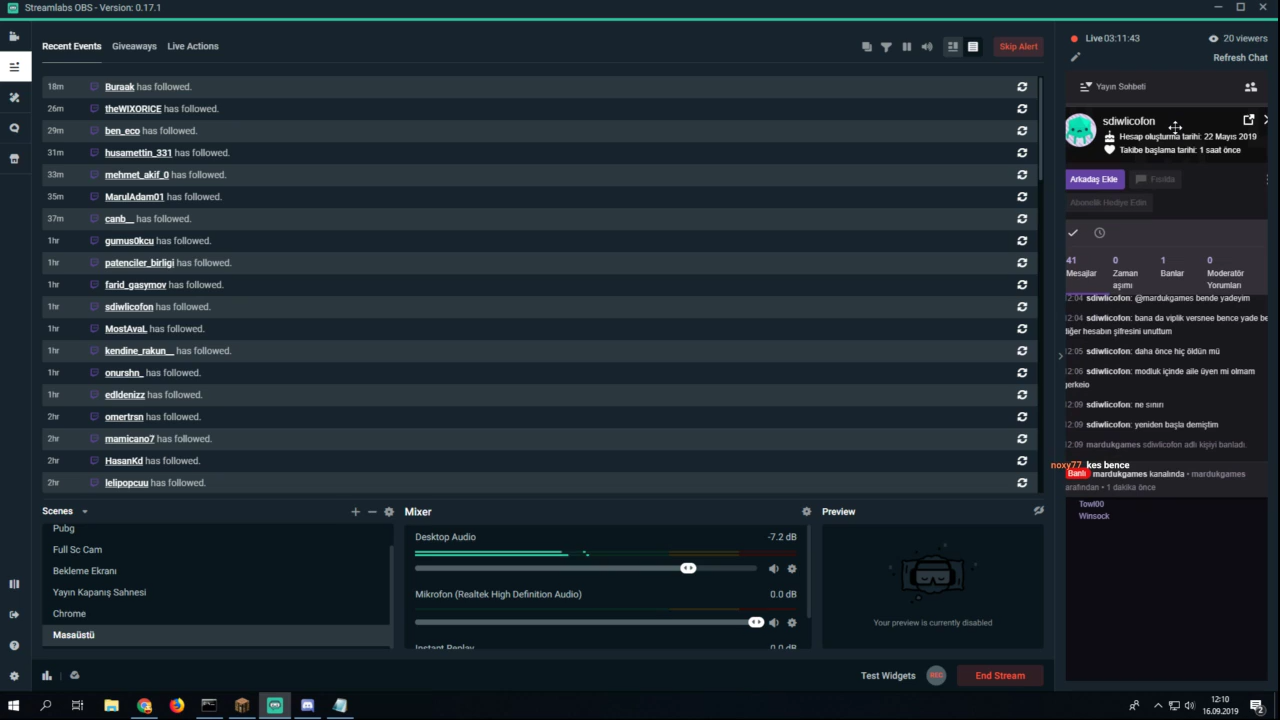 Streamlabs OBS - Version: 0.17.1
Recent Events Giveaways Live Actions
Skip Alert
18m Buraak has followed.
26m theWIXORICE has followed.
29m ben_eco has followed.
31m husamettin_331 has followed.
33m mehmet_akif_0 has followed.
35m MarulAdam01 has followed.
37m canb__ has followed.
1hr gumus0kcu has followed.
1hr patenciler_birligi has followed.
1hr farid_gasymov has followed.
1hr sdiwlicofon has followed.
1hr MostAvaL has followed.
1hr kendine_rakun__ has followed.
1hr onurshn_ has followed.
1hr edldenizz has followed.
2hr omertrsn has followed.
2hr mamicano7 has followed.
2hr HasanKd has followed.
2hr lelipopcuu has followed.
Scenes
Pubg
Full Sc Cam
Bekleme Ekranı
Yayın Kapanış Sahnesi
Chrome
Masaüstü
Mixer
Desktop Audio -7.2 dB
Mikrofon (Realtek High Definition Audio) 0.0 dB
Instant Replay 0.0 dB
Preview
Your preview is currently disabled
Test Widgets REC End Stream
Live 03:11:43 20 viewers
Refresh Chat
Yayın Sohbeti
sdiwlicofon
Hesap oluşturma tarihi: 22 Mayıs 2019
Takibe başlama tarihi: 1 saat önce
Arkadaş Ekle Fısılda
Abonelik Hediye Edin
41 0 1 0
Mesajlar Zaman Banlar Moderatör
aşımı Yorumları
12:04 sdiwlicofon: @mardukgames bende yadeyim
12:04 sdiwlicofon: bana da viplik versnee bence yade be
diğer hesabın şifresini unuttum
12:05 sdiwlicofon: daha önce hiç öldün mü
12:06 sdiwlicofon: modluk içinde aile üyen mi olmam
gerkeio
12:09 sdiwlicofon: ne sınırı
12:09 sdiwlicofon: yeniden başla demiştim
12:09 mardukgames sdiwlicofon adlı kişiyi banladı.
noxy77 kes bence
Banlı mardukgames kanalında • mardukgames
arafından • 1 dakika önce
Towl00
Winsock
12:10
16.09.2019
2